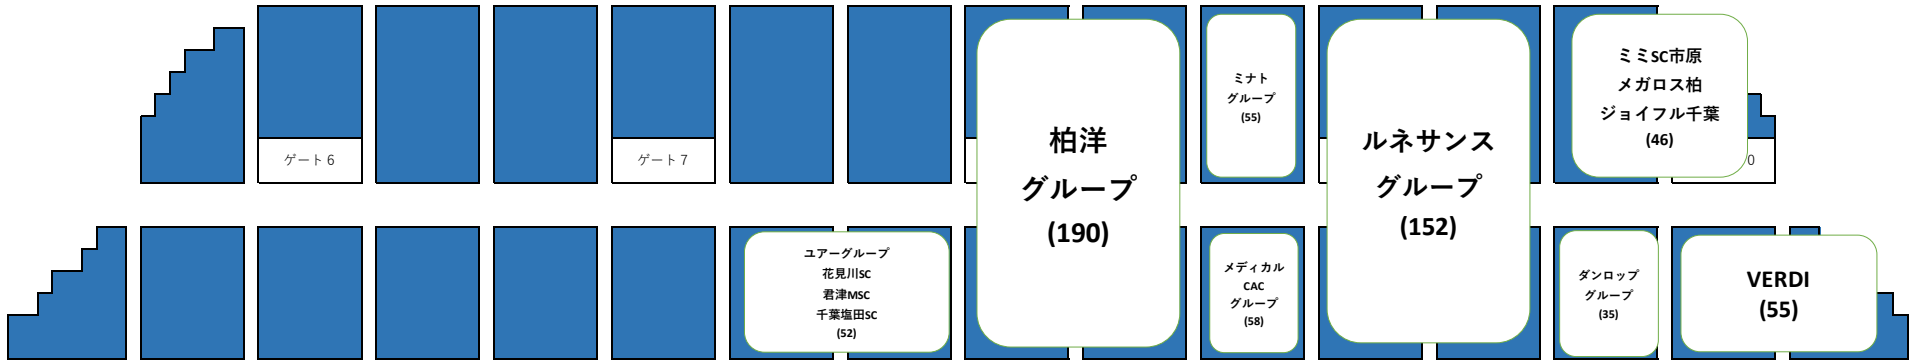 ゲート６
ゲート７
柏洋
グループ
(190)
ミナト
グループ
(55)
ルネサンス
グループ
(152)
ミミSC市原
メガロス柏
ジョイフル千葉
(46)
0
ユアーグループ
花見川SC
君津MSC
千葉塩田SC
(52)
メディカル
CAC
グループ
(58)
ダンロップ
グループ
(35)
VERDI
(55)